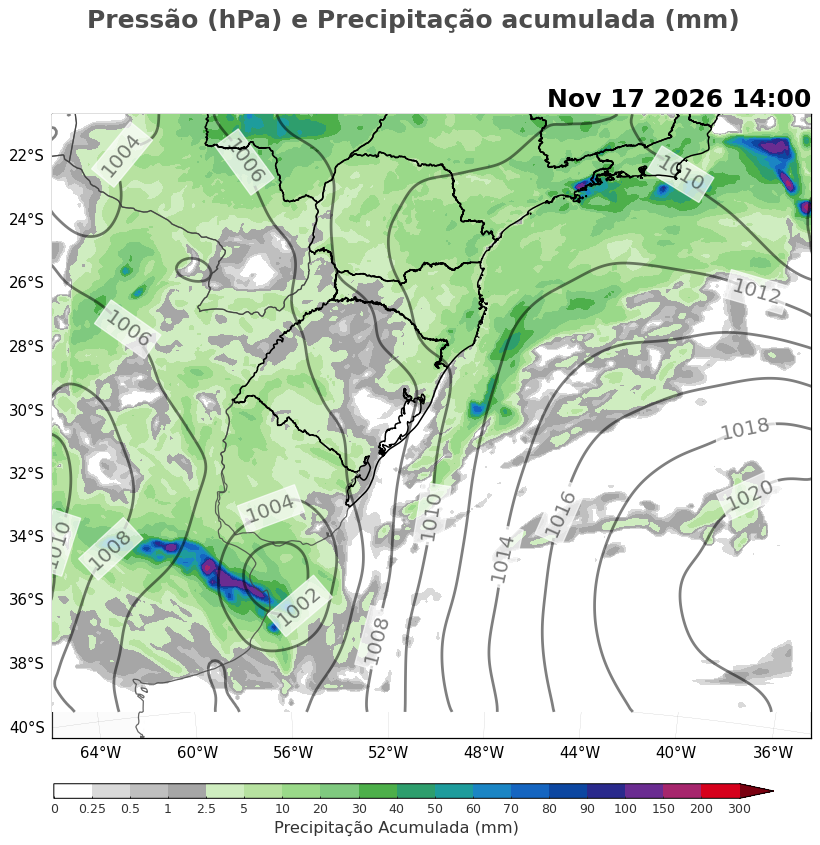 Pressão (hPa) e Precipitação acumulada (mm)
Nov 17 2026 14:00
1004
1006
1010
22°S
24°S
26°S
1012
1006
28°S
30°S
1018
32°S
1020
1004
1010
1016
34°S
1010
1008
1014
36°S
1002
1008
38°S
40°S
64°W 60°W 56°W 52°W 48°W 44°W 40°W 36°W
0 0.25 0.5 1 2.5 5 10 20 30 40 50 60 70 80 90 100 150 200 300
Precipitação Acumulada (mm)